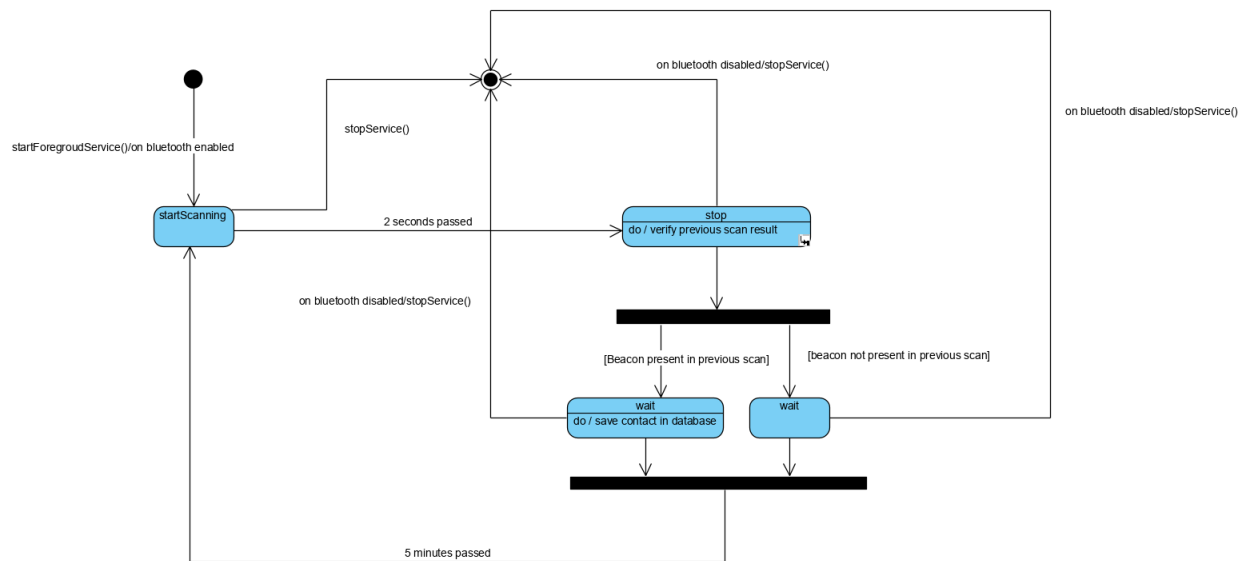 on bluetooth disabled/stopService()
on bluetooth disabled/stopService()
stopService()
startForegroudService()/on bluetooth enabled
startScanning
2 seconds passed
stop
do / verify previous scan result
on bluetooth disabled/stopService()
[Beacon present in previous scan]
[beacon not present in previous scan]
wait
do / save contact in database
wait
5 minutes passed